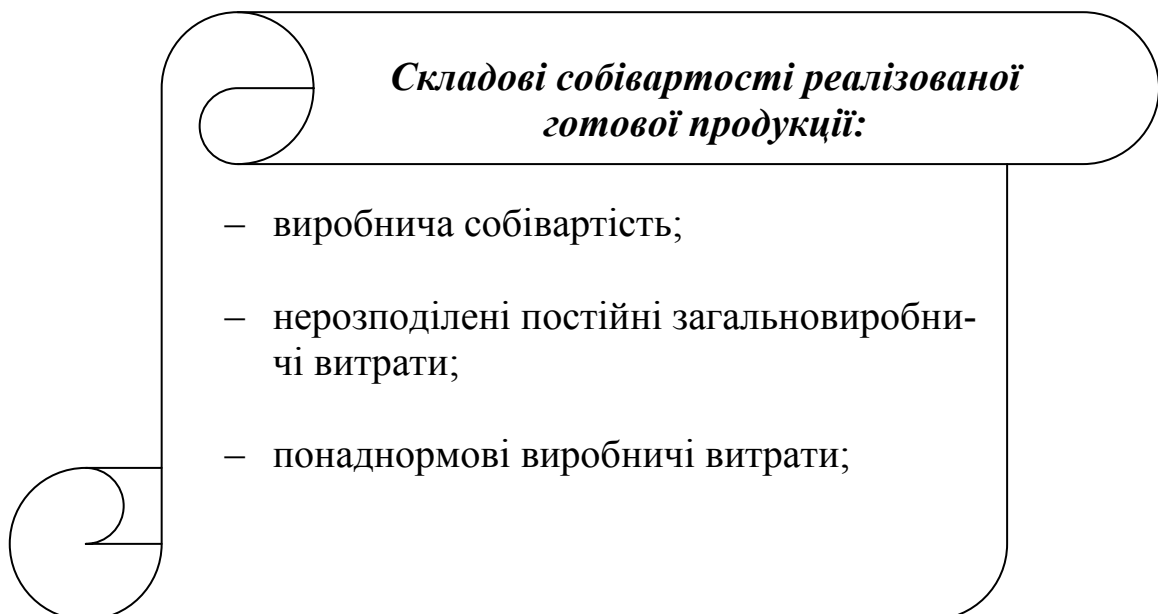 Складові собівартості реалізованої
готової продукції:
– виробнича собівартість;
– нерозподілені постійні загальновиробни-
чі витрати;
– понаднормові виробничі витрати;